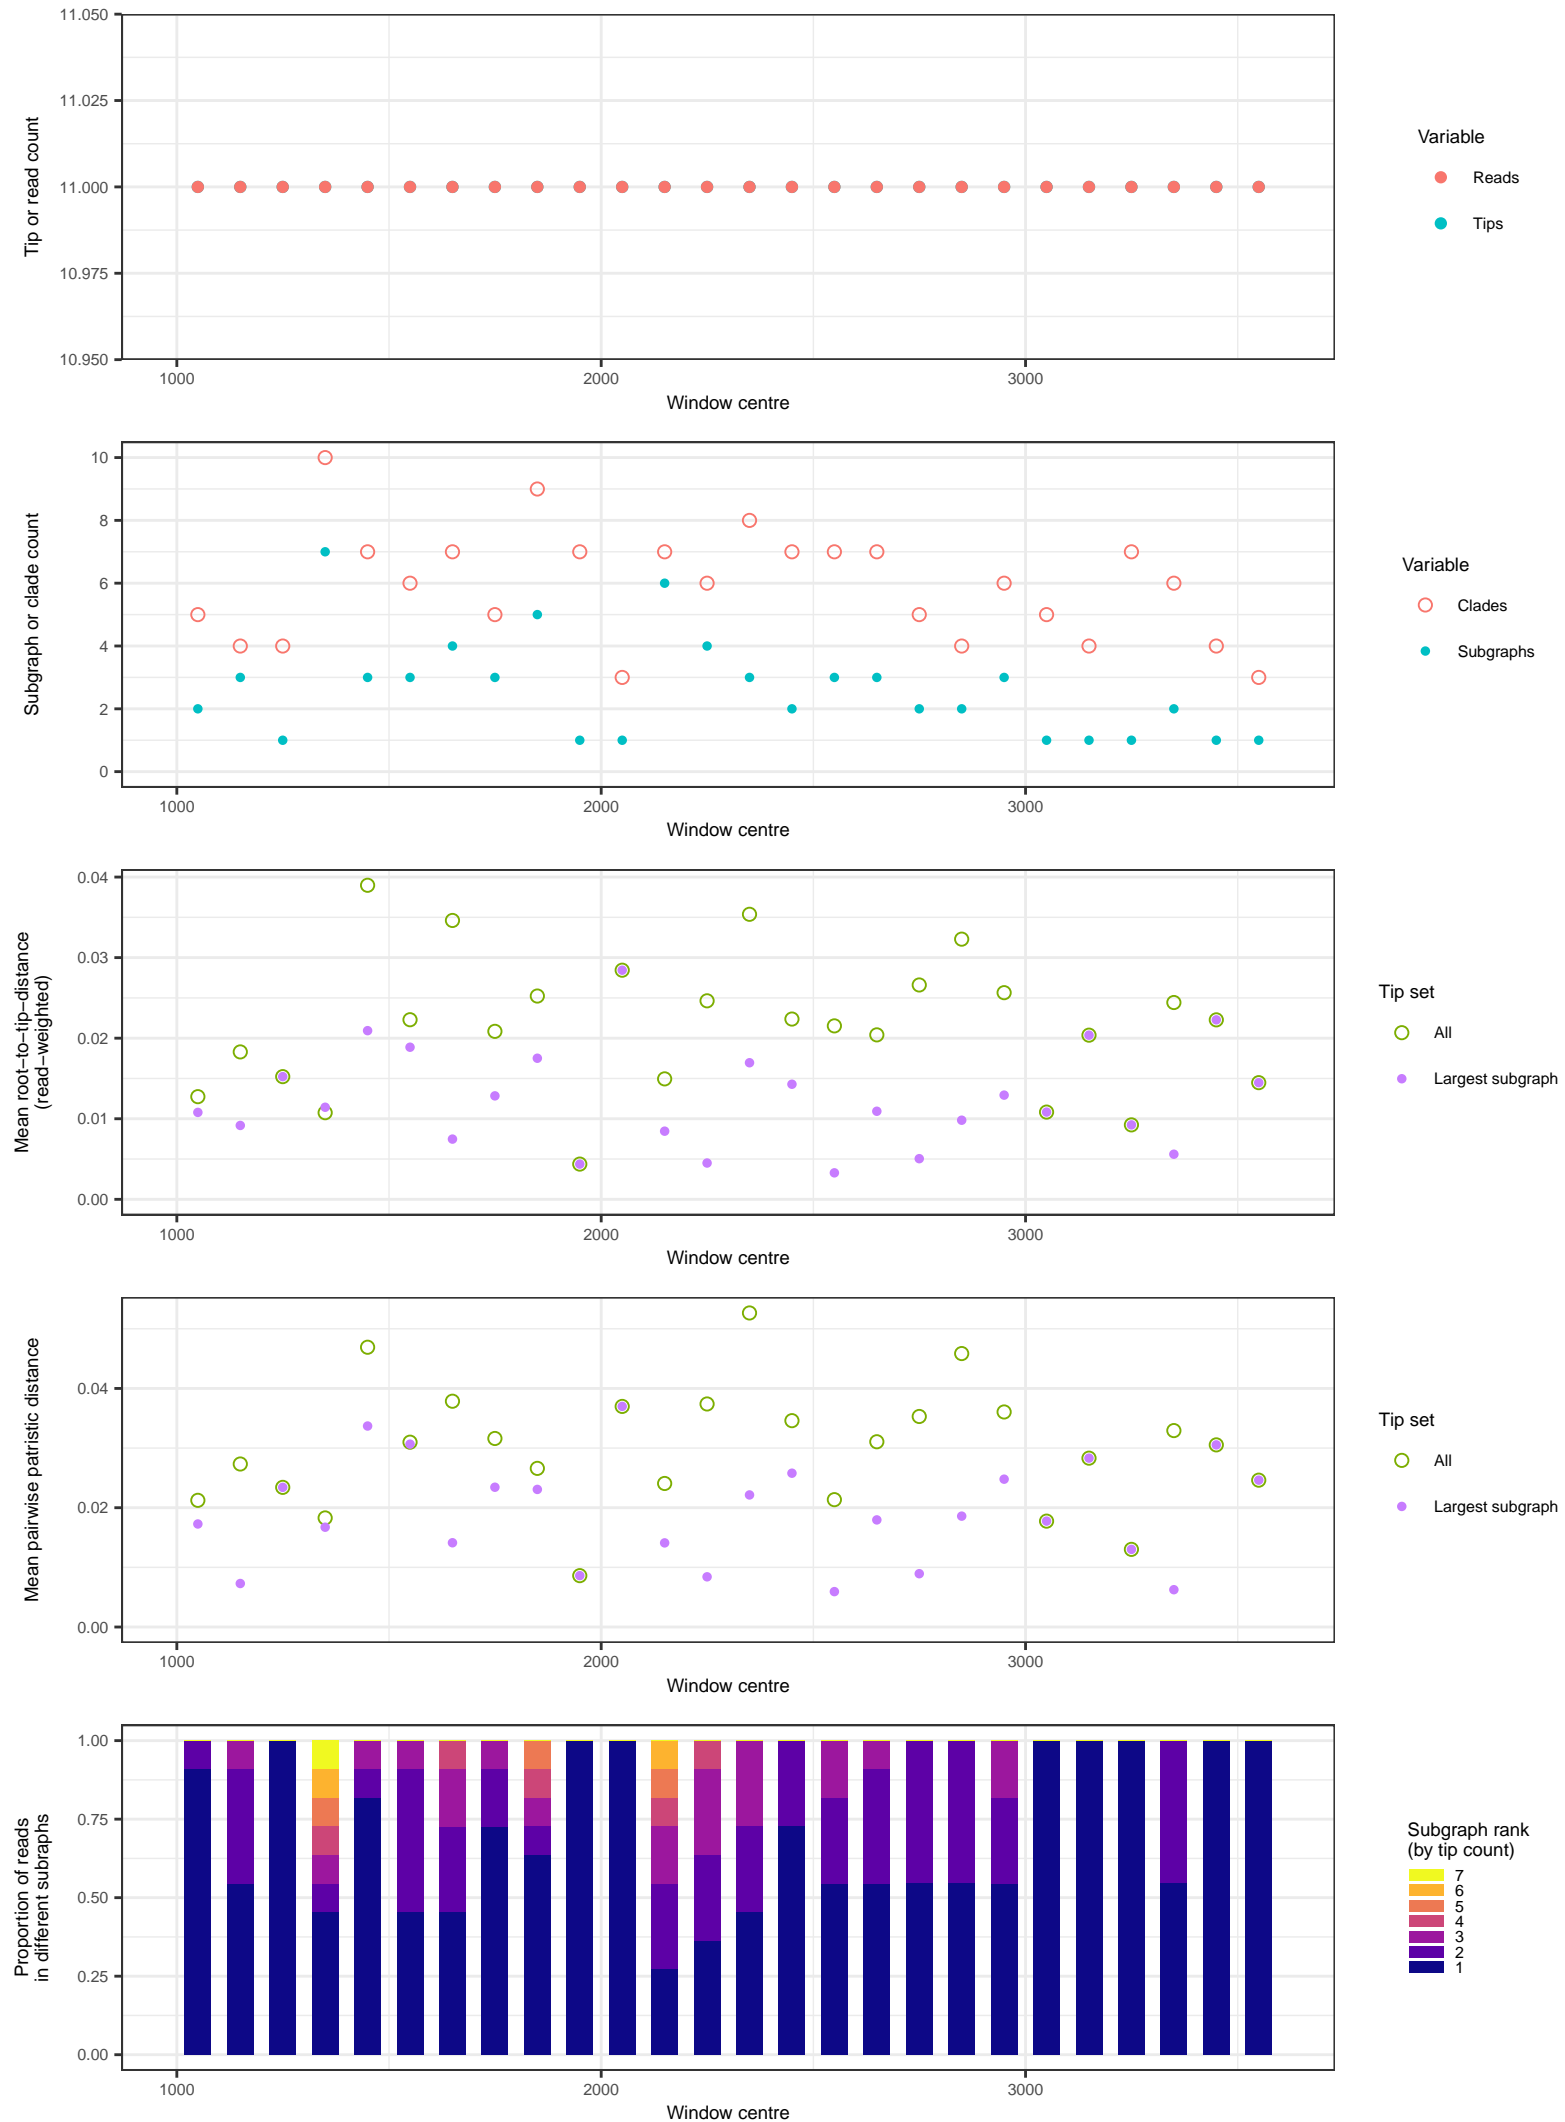 11.050
11.025
11.000
10.975
10.950
Tip or read count
1000 2000 3000
Window centre
Variable
Reads
Tips
10
8
6
4
2
0
Subgraph or clade count
1000 2000 3000
Window centre
Variable
Clades
Subgraphs
0.04
0.03
0.02
0.01
0.00
Mean root−to−tip−distance
(read−weighted)
1000 2000 3000
Window centre
Tip set
All
Largest subgraph
0.04
0.02
0.00
Mean pairwise patristic distance
1000 2000 3000
Window centre
Tip set
All
Largest subgraph
1.00
0.75
0.50
0.25
0.00
Proportion of reads
in different subraphs
1000 2000 3000
Window centre
Subgraph rank
(by tip count)
7
6
5
4
3
2
1